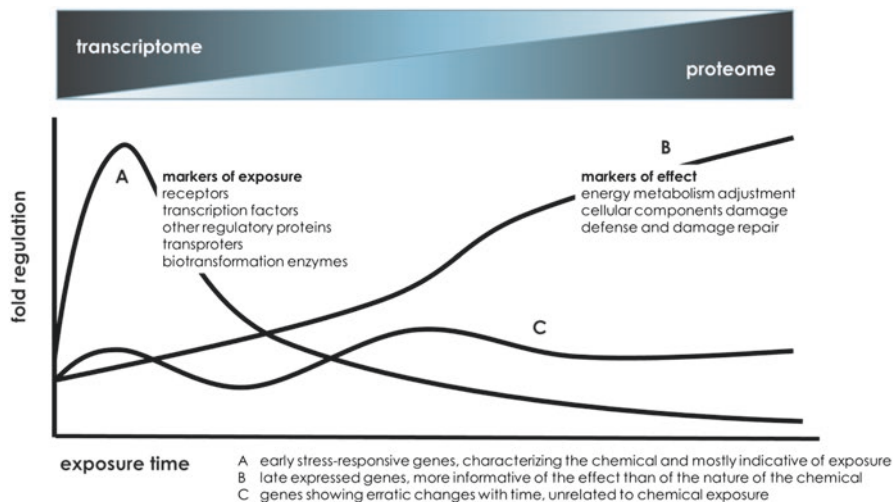 transcriptome
proteome
fold regulation
A
markers of exposure
receptors
transcription factors
other regulatory proteins
transproters
biotransformation enzymes
B
markers of effect
energy metabolism adjustment
cellular components damage
defense and damage repair
C
exposure time
A early stress-responsive genes, characterizing the chemical and mostly indicative of exposure
B late expressed genes, more informative of the effect than of the nature of the chemical
C genes showing erratic changes with time, unrelated to chemical exposure